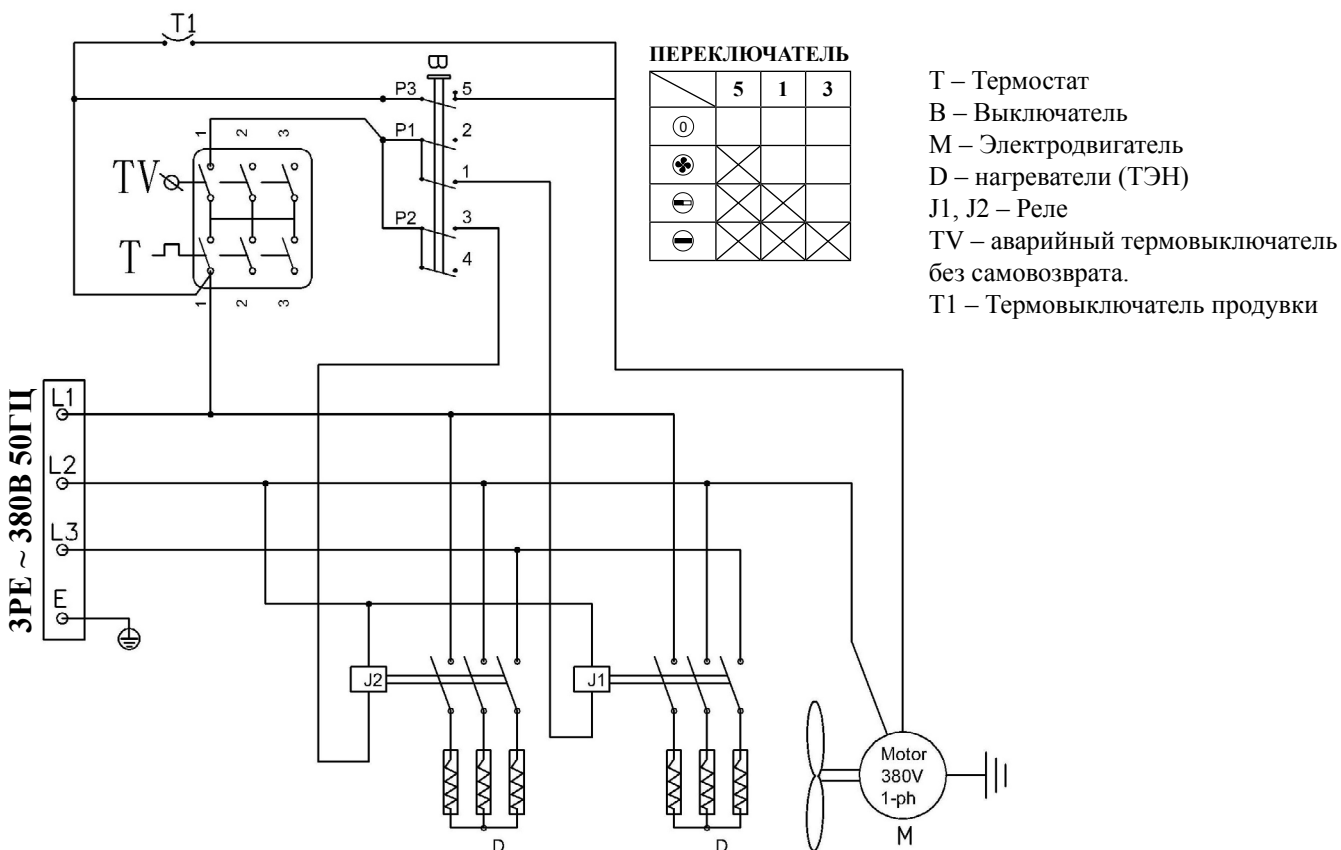 T1
ПЕРЕКЛЮЧАТЕЛЬ
5 1 3
0
T – Термостат
B – Выключатель
M – Электродвигатель
D – нагреватели (ТЭН)
J1, J2 – Реле
TV – аварийный термовыключатель
без самовозврата.
T1 – Термовыключатель продувки
B
P3 5
P1 2
1
P2 3
4
1 2 3
TV
T
1 2 3
3PE ~ 380В 50ГЦ
L1
L2
L3
E
J2
J1
D
D
Motor
380V
1-ph
M